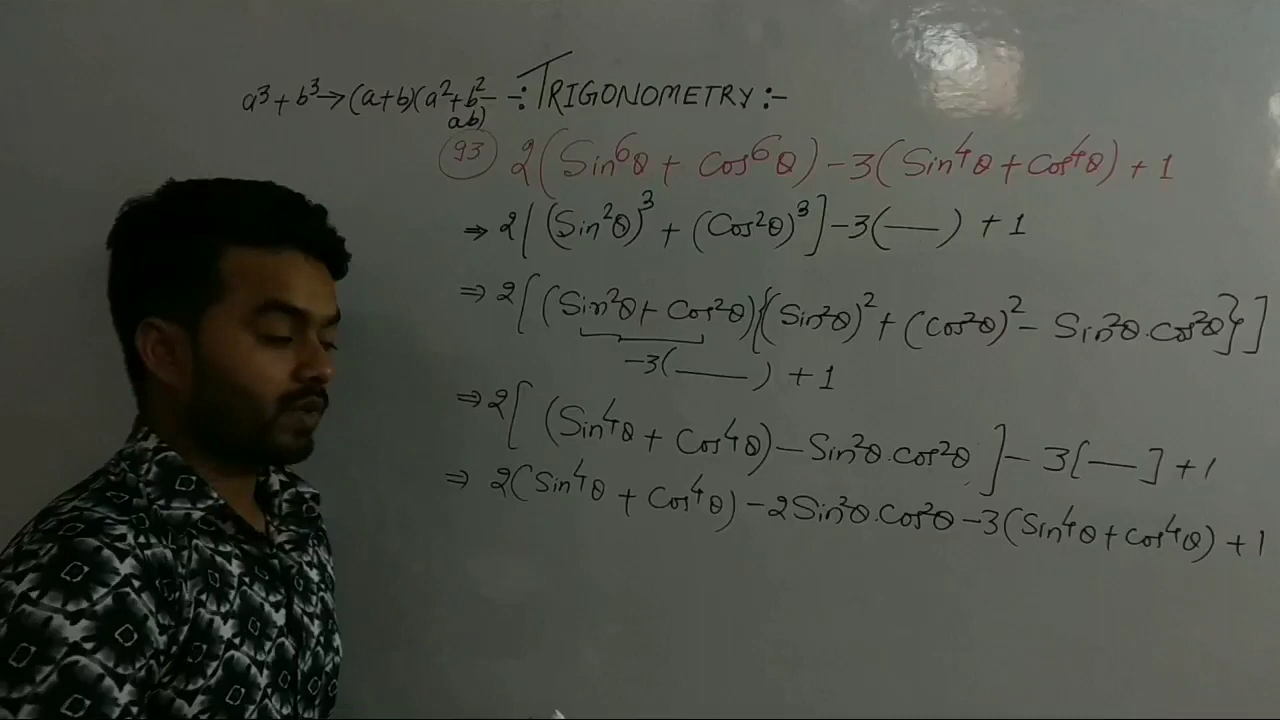 a³+b³→(a+b)(a²+b²-ab) -: TRIGONOMETRY :-
93 2(Sin⁶θ + Cos⁶θ) -3(Sin⁴θ + Cos⁴θ) + 1
⇒ 2[(Sin²θ)³ + (Cos²θ)³] -3(—) + 1
⇒ 2[(Sin²θ + Cos²θ){(Sin²θ)² + (Cos²θ)² - Sin²θ.Cos²θ}]
-3(——) + 1
⇒ 2[(Sin⁴θ + Cos⁴θ) - Sin²θ.Cos²θ] - 3[—] + 1
⇒ 2(Sin⁴θ + Cos⁴θ) - 2Sin²θ.Cos²θ -3(Sin⁴θ + Cos⁴θ) + 1